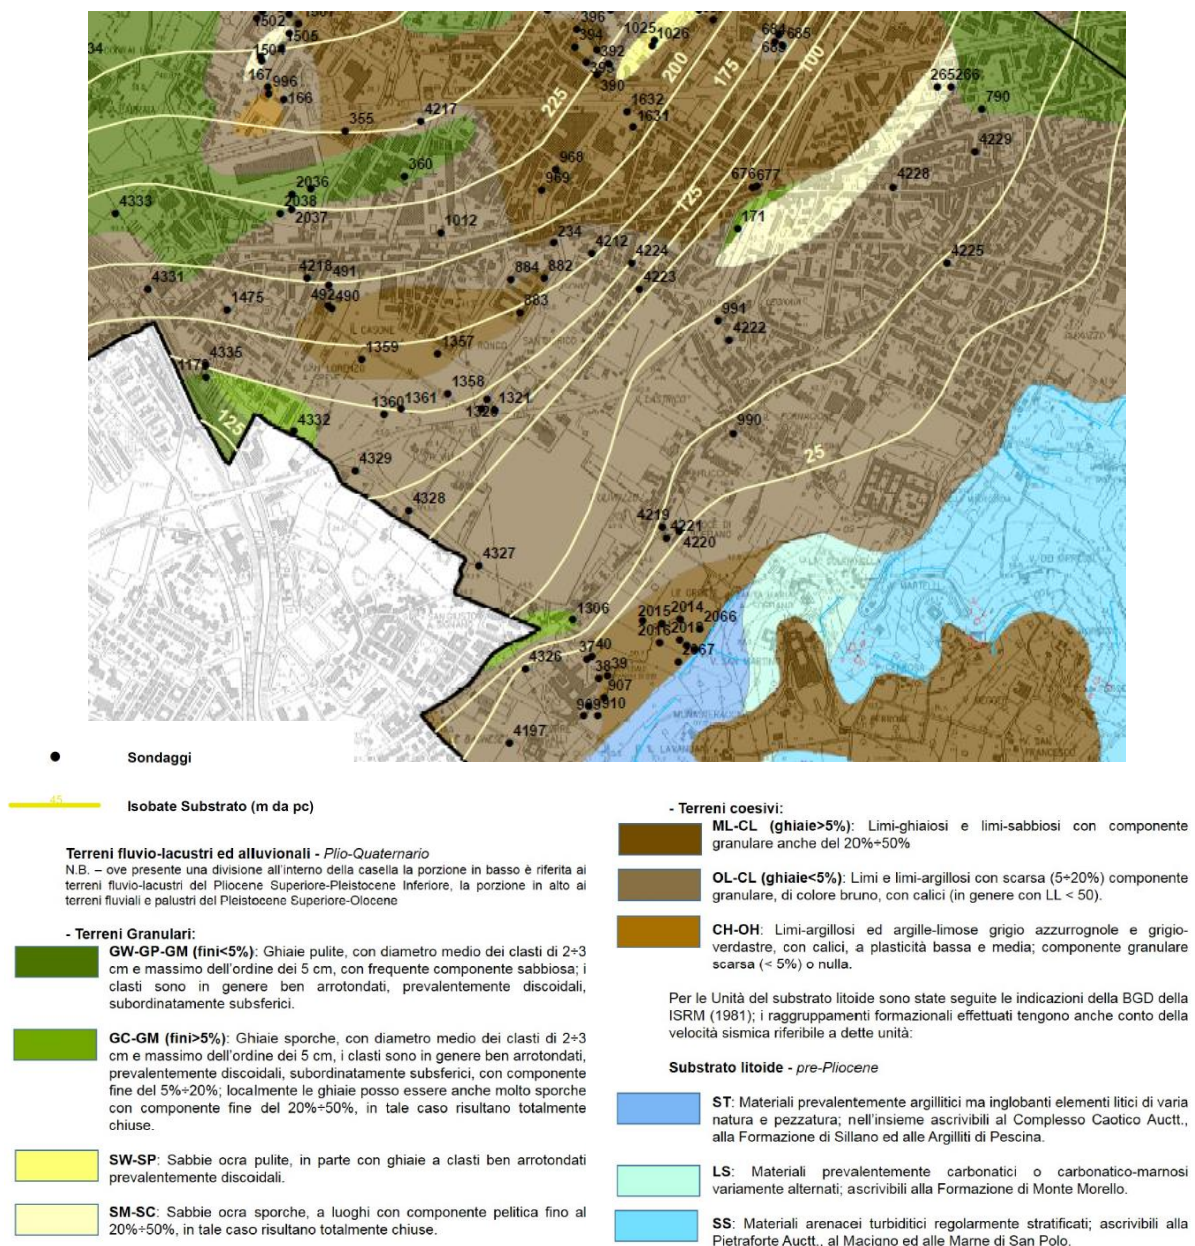 1502
1505
167
996
166
355
4217
360
2036
2038
2037
4333
1012
4331
4218
491
492
490
1475
4335
1359
1357
1358
1360
1361
1321
4332
125
4329
4328
4327
396
394
392
390
1025
1026
225
200
175
100
125
685
1632
1631
968
969
234
4212
4224
4223
884
882
883
676
677
171
265
266
790
4229
4228
4225
991
4222
990
25
4219
4221
4220
1306
2015
2014
2066
2016
4326
38
39
907
910
4197
IL CASONE
● Sondaggi
45
Isobate Substrato (m da pc)
Terreni fluvio-lacustri ed alluvionali - Plio-Quaternario
N.B. – ove presente una divisione all'interno della casella la porzione in basso è riferita ai
terreni fluvio-lacustri del Pliocene Superiore-Pleistocene Inferiore, la porzione in alto ai
terreni fluviali e palustri del Pleistocene Superiore-Olocene
- Terreni Granulari:
GW-GP-GM (fini<5%): Ghiaie pulite, con diametro medio dei clasti di 2÷3
cm e massimo dell'ordine dei 5 cm, con frequente componente sabbiosa; i
clasti sono in genere ben arrotondati, prevalentemente discoidali,
subordinatamente subsferici.
GC-GM (fini>5%): Ghiaie sporche, con diametro medio dei clasti di 2÷3
cm e massimo dell'ordine dei 5 cm, i clasti sono in genere ben arrotondati,
prevalentemente discoidali, subordinatamente subsferici, con componente
fine del 5%÷20%; localmente le ghiaie posso essere anche molto sporche
con componente fine del 20%÷50%, in tale caso risultano totalmente
chiuse.
SW-SP: Sabbie ocra pulite, in parte con ghiaie a clasti ben arrotondati
prevalentemente discoidali.
SM-SC: Sabbie ocra sporche, a luoghi con componente pelitica fino al
20%÷50%, in tale caso risultano totalmente chiuse.
- Terreni coesivi:
ML-CL (ghiaie>5%): Limi-ghiaiosi e limi-sabbiosi con componente
granulare anche del 20%÷50%
OL-CL (ghiaie<5%): Limi e limi-argillosi con scarsa (5÷20%) componente
granulare, di colore bruno, con calici (in genere con LL < 50).
CH-OH: Limi-argillosi ed argille-limose grigio azzurrognole e grigio-
verdastre, con calici, a plasticità bassa e media; componente granulare
scarsa (< 5%) o nulla.
Per le Unità del substrato litoide sono state seguite le indicazioni della BGD della
ISRM (1981); i raggruppamenti formazionali effettuati tengono anche conto della
velocità sismica riferibile a dette unità:
Substrato litoide - pre-Pliocene
ST: Materiali prevalentemente argillitici ma inglobanti elementi litici di varia
natura e pezzatura; nell'insieme ascrivibili al Complesso Caotico Auctt.,
alla Formazione di Sillano ed alle Argilliti di Pescina.
LS: Materiali prevalentemente carbonatici o carbonatico-marnosi
variamente alternati; ascrivibili alla Formazione di Monte Morello.
SS: Materiali arenacei turbiditici regolarmente stratificati; ascrivibili alla
Pietraforte Auctt., al Macigno ed alle Marne di San Polo.